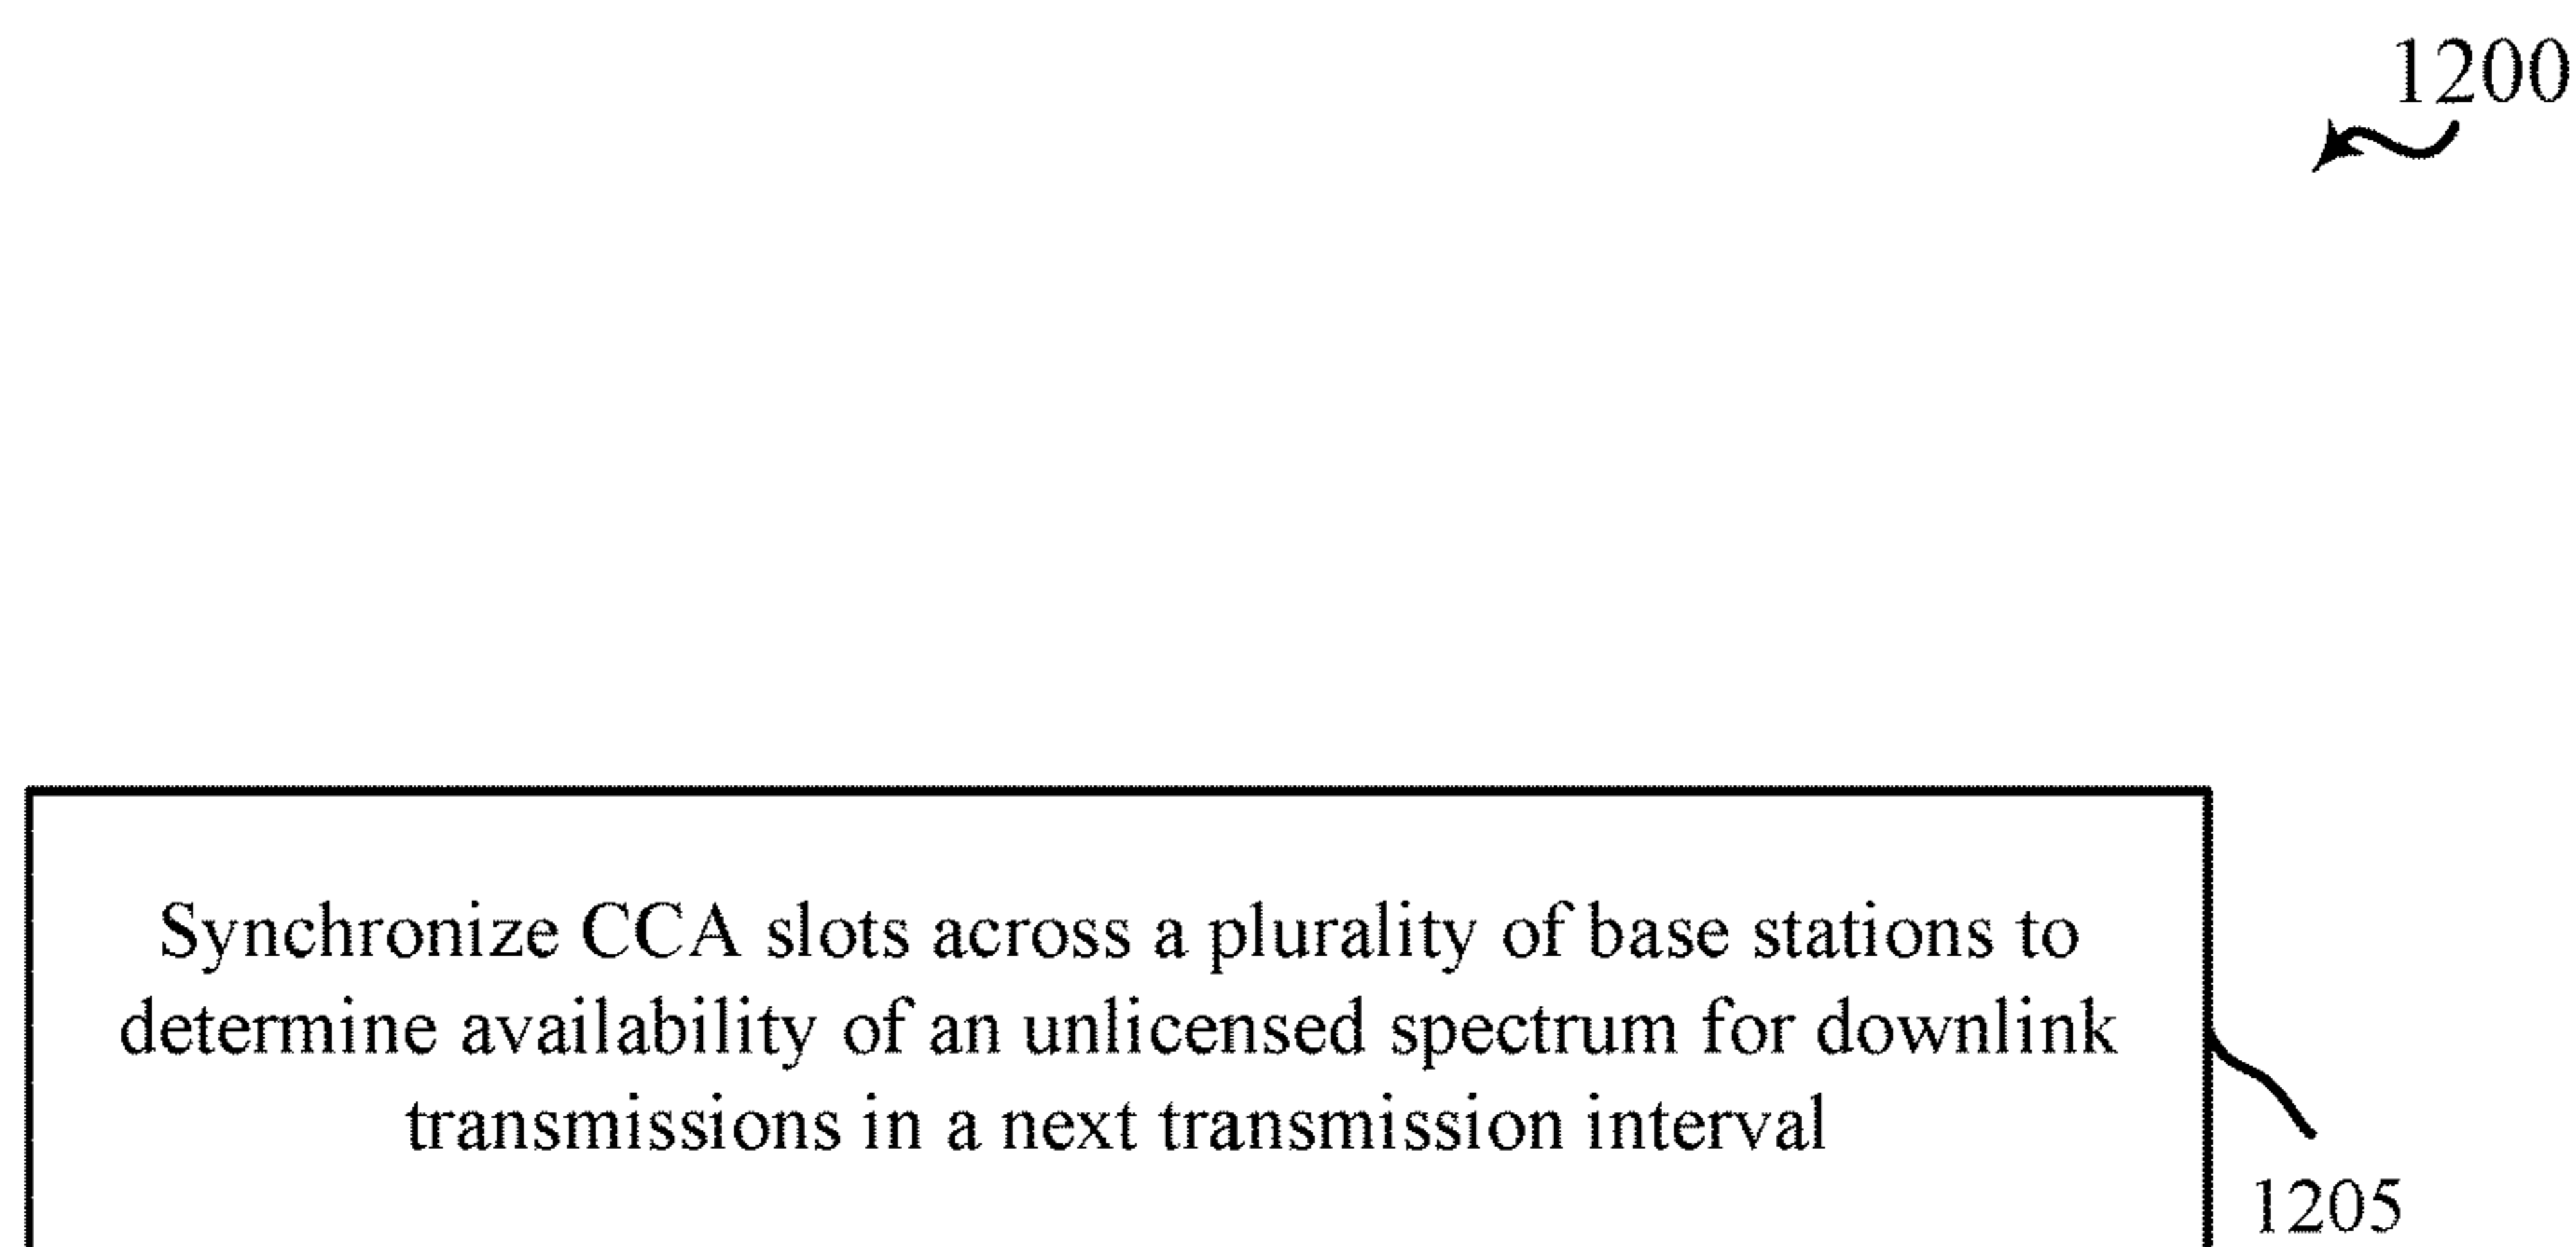 1200
Synchronize CCA slots across a plurality of base stations to
determine availability of an unlicensed spectrum for downlink
transmissions in a next transmission interval
1205